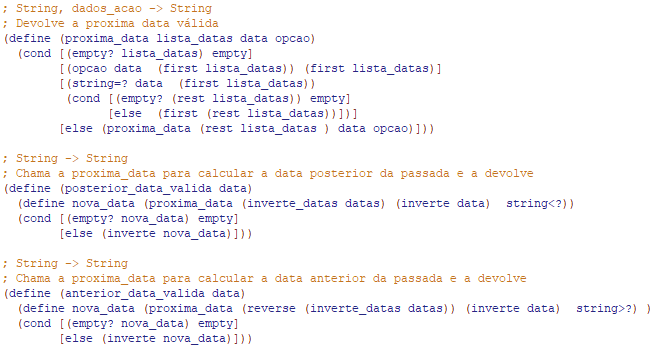 ; String, dados_acao -> String
; Devolve a proxima data válida
(define (proxima_data lista_datas data opcao)
  (cond [(empty? lista_datas) empty]
        [(opcao data  (first lista_datas)) (first lista_datas)]
        [(string=? data  (first lista_datas))
         (cond [(empty? (rest lista_datas)) empty]
               [else  (first (rest lista_datas))])]
        [else (proxima_data (rest lista_datas ) data opcao)]))

; String -> String
; Chama a proxima_data para calcular a data posterior da passada e a devolve
(define (posterior_data_valida data)
  (define nova_data (proxima_data (inverte_datas datas) (inverte data)  string<?))
  (cond [(empty? nova_data) empty]
        [else (inverte nova_data)]))

; String -> String
; Chama a proxima_data para calcular a data anterior da passada e a devolve
(define (anterior_data_valida data)
  (define nova_data (proxima_data (reverse (inverte_datas datas)) (inverte data)  string>?) )
  (cond [(empty? nova_data) empty]
        [else (inverte nova_data)]))